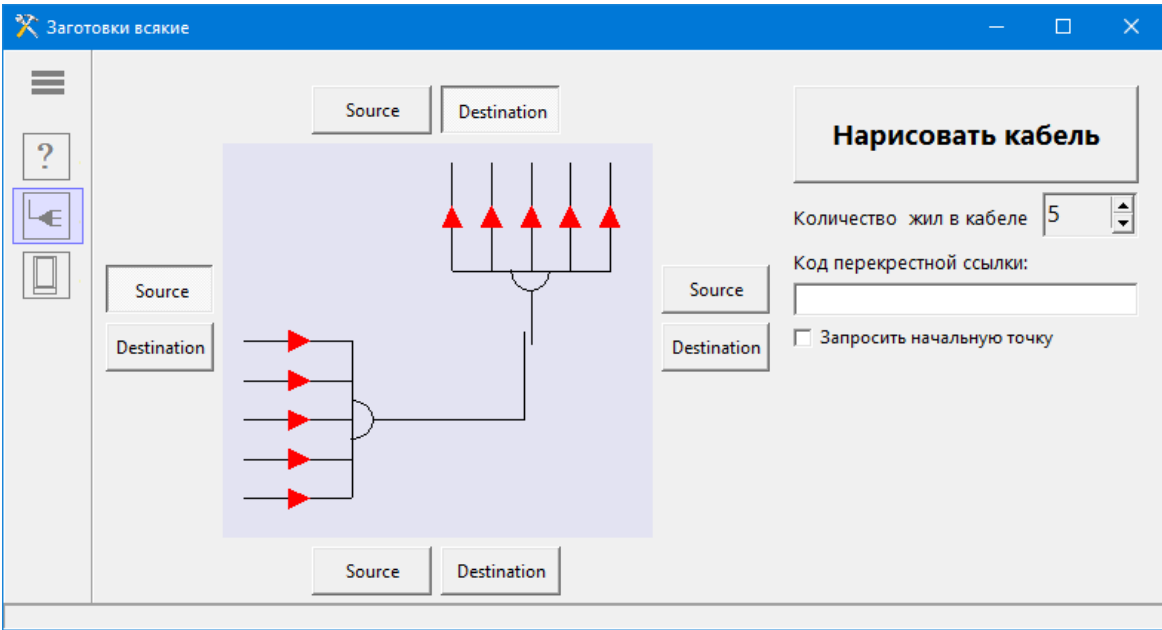 Заготовки всякие
Source
Destination
Нарисовать кабель
?
Количество жил в кабеле 5
Код перекрестной ссылки:
Source
Source
Запросить начальную точку
Destination
Destination
Source
Destination